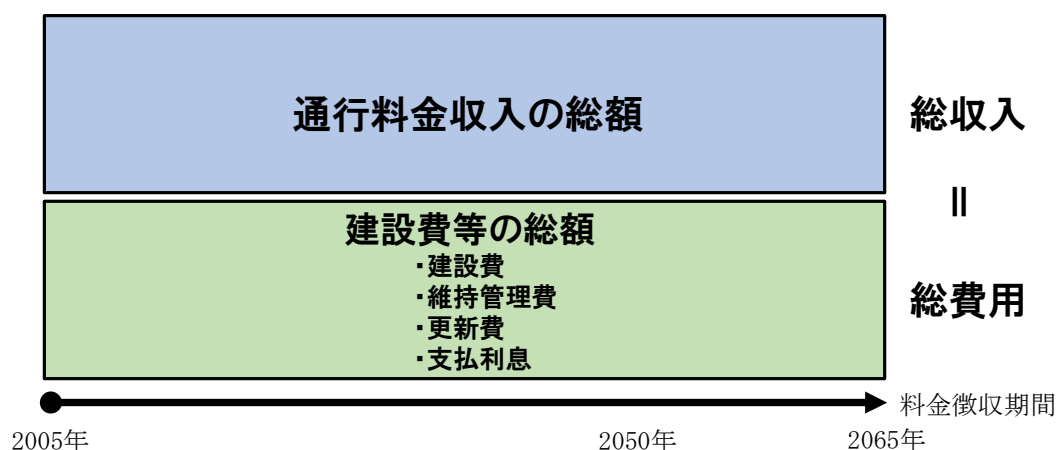 通行料金収入の総額
総収入
＝
建設費等の総額
・建設費
・維持管理費
・更新費
・支払利息
総費用
料金徴収期間
2005年
2050年
2065年